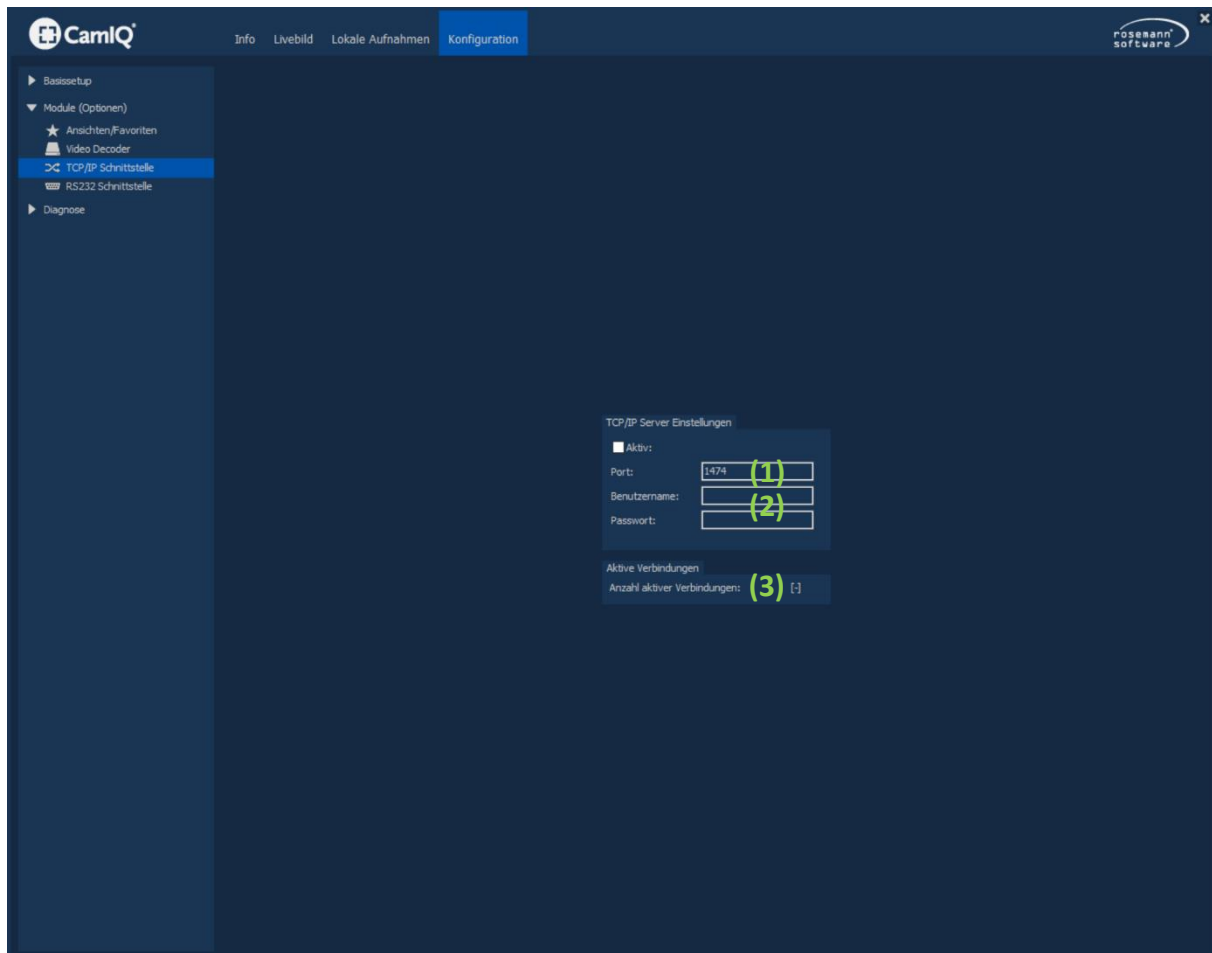 CamIQ®
Info Livebild Lokale Aufnahmen Konfiguration
rosemann software
Basissetup
Module (Optionen)
Ansichten/Favoriten
Video Decoder
TCP/IP Schnittstelle
RS232 Schnittstelle
Diagnose
TCP/IP Server Einstellungen
Aktiv:
Port: 1474 (1)
Benutzername:
(2)
Passwort:
Aktive Verbindungen
Anzahl aktiver Verbindungen: (3) [-]